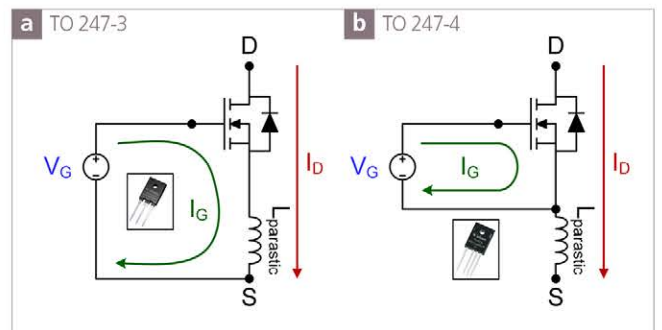 a TO 247-3
b TO 247-4
D
VG
+
−
IG
ID
L parastic
S
D
VG
+
−
IG
ID
L parastic
S